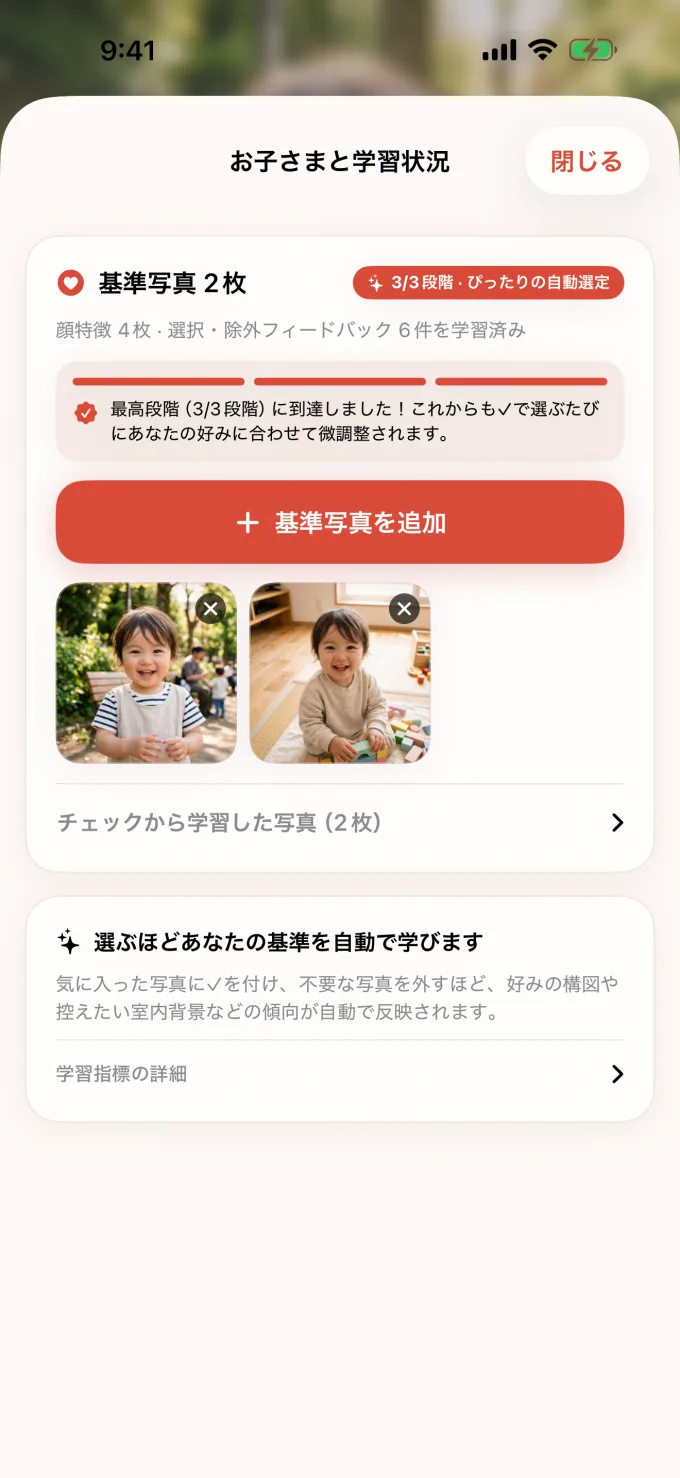 9:41
お子さまと学習状況
閉じる
基準写真 2枚
3/3段階 · ぴったりの自動選定
顔特徴 4枚 · 選択・除外フィードバック 6件を学習済み
最高段階（3/3段階）に到達しました！これからも✓で選ぶたび
にあなたの好みに合わせて微調整されます。
＋ 基準写真を追加
チェックから学習した写真（2枚）
選ぶほどあなたの基準を自動で学びます
気に入った写真に✓を付け、不要な写真を外すほど、好みの構図や
控えたい室内背景などの傾向が自動で反映されます。
学習指標の詳細